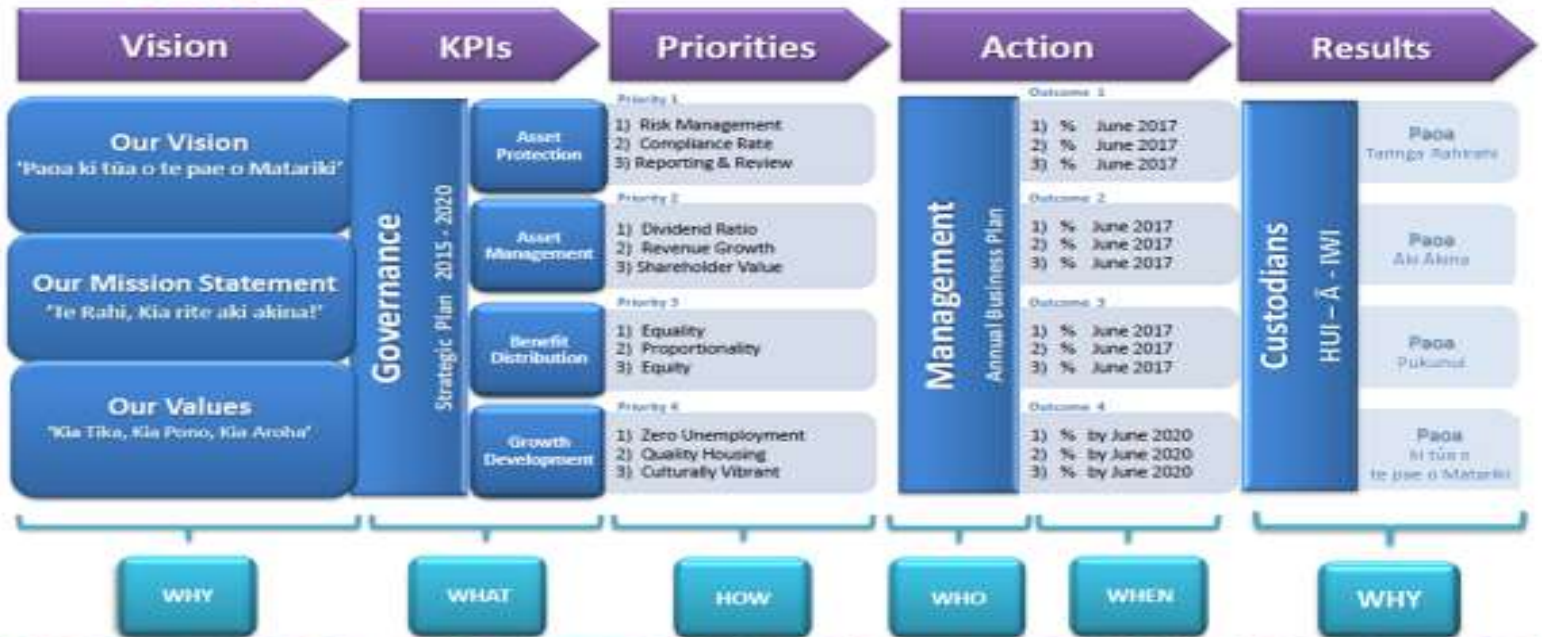 Vision
KPIs
Priorities
Action
Results
Our Vision
'Paoa ki tūa o te pae o Matariki'
Our Mission Statement
'Te Rahi, Kia rite aki akina!'
Our Values
'Kia Tika, Kia Pono, Kia Aroha'
Governance
Strategic Plan 2015 - 2020
Asset
Protection
Asset
Management
Benefit
Distribution
Growth
Development
Priority 1
1) Risk Management
2) Compliance Rate
3) Reporting & Review
Priority 2
1) Dividend Ratio
2) Revenue Growth
3) Shareholder Value
Priority 3
1) Equality
2) Proportionality
3) Equity
Priority 4
1) Zero Unemployment
2) Quality Housing
3) Culturally Vibrant
Management
Annual Business Plan
Outcome 1
1) % June 2017
2) % June 2017
3) % June 2017
Outcome 2
1) % June 2017
2) % June 2017
3) % June 2017
Outcome 3
1) % June 2017
2) % June 2017
3) % June 2017
Outcome 4
1) % by June 2020
2) % by June 2020
3) % by June 2020
Custodians
HUI – Ā - IWI
Paoa
Paoa
Aki Ākina
Paoa
Paoa
ki tūa o
te pae o Matariki
WHY
WHAT
HOW
WHO
WHEN
WHY